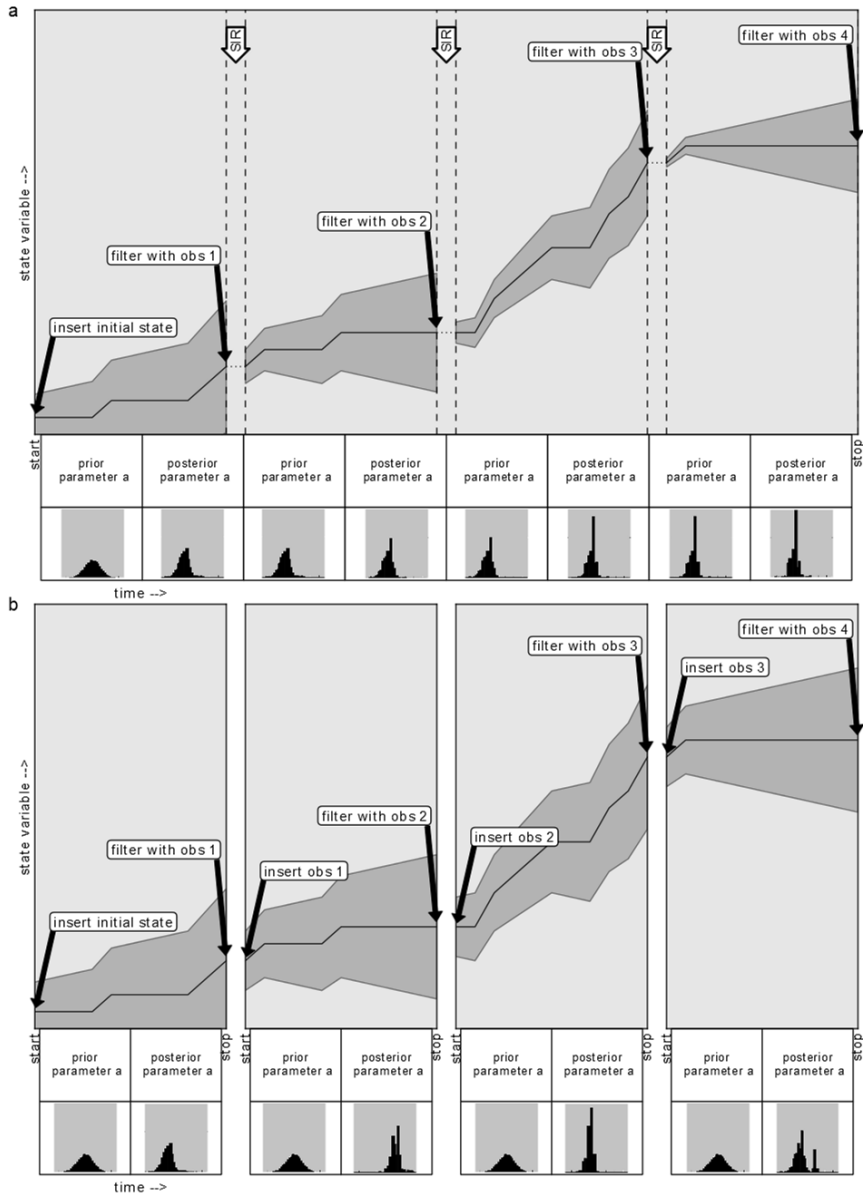 a
SIR
SIR
SIR
filter with obs 4
filter with obs 3
filter with obs 2
filter with obs 1
insert initial state
state variable -->
start
stop
prior
parameter a
posterior
parameter a
prior
parameter a
posterior
parameter a
prior
parameter a
posterior
parameter a
prior
parameter a
posterior
parameter a
time -->
b
filter with obs 4
filter with obs 3
insert obs 3
filter with obs 2
insert obs 2
filter with obs 1
insert obs 1
insert initial state
state variable -->
start
stop
start
stop
start
stop
start
stop
prior
parameter a
posterior
parameter a
prior
parameter a
posterior
parameter a
prior
parameter a
posterior
parameter a
prior
parameter a
posterior
parameter a
time -->